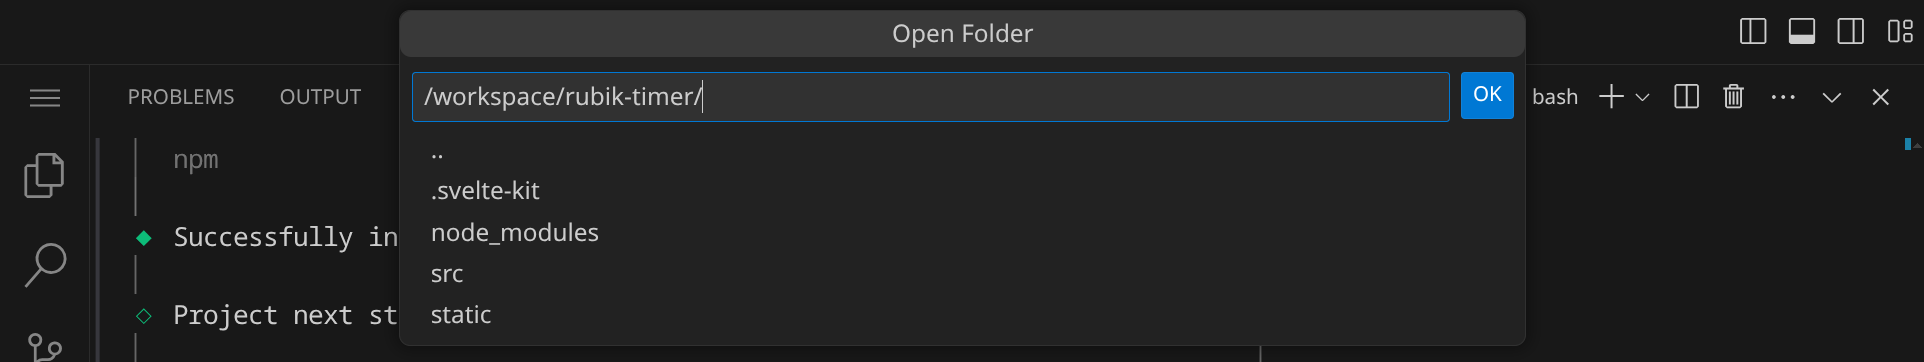 Open Folder
/workspace/rubik-timer/
OK
..
.svelte-kit
node_modules
src
static
PROBLEMS OUTPUT
bash
npm
Successfully in
Project next st